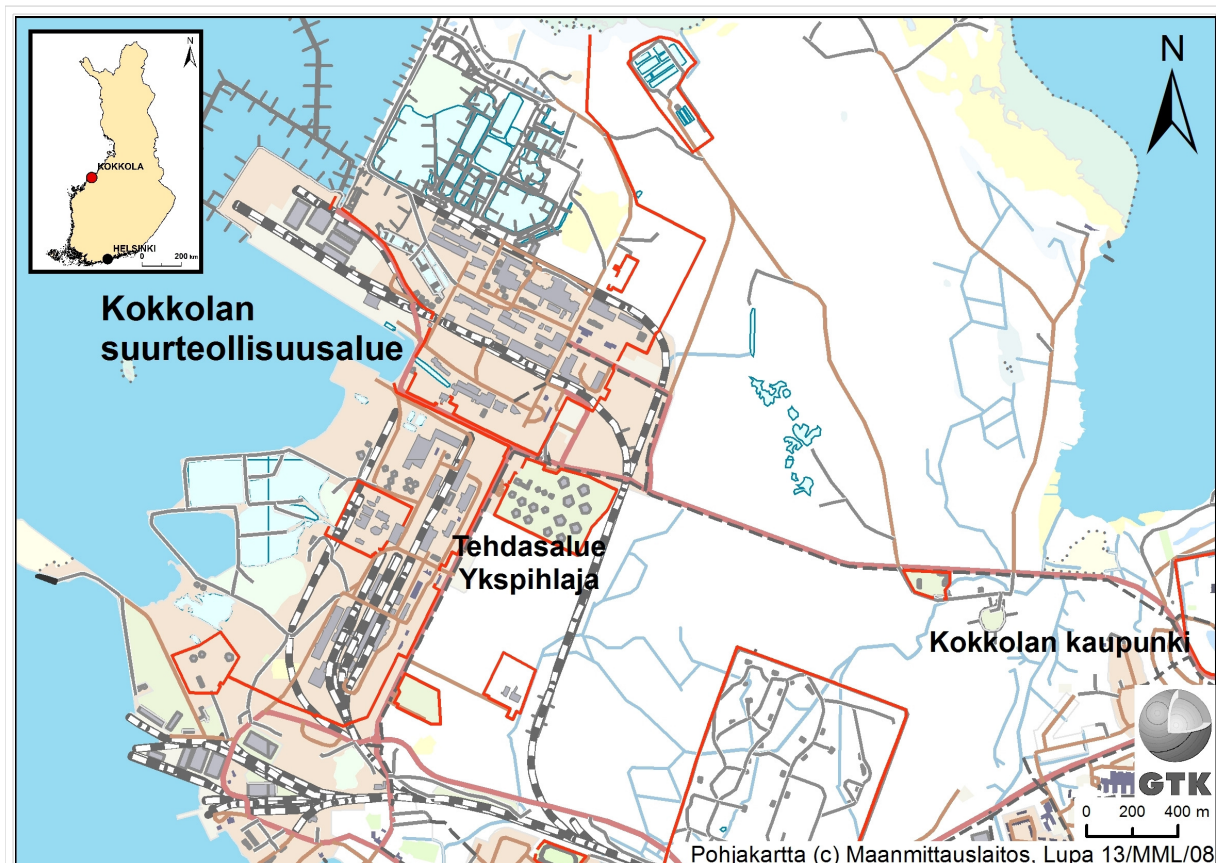 N
KOKKOLA
HELSINKI
0 200 km
N
Kokkolan
suurteollisuusalue
Tehdasalue
Ykspihlaja
Kokkolan kaupunki
GTK
0 200 400 m
Pohjakartta (c) Maanmittauslaitos, Lupa 13/MML/08